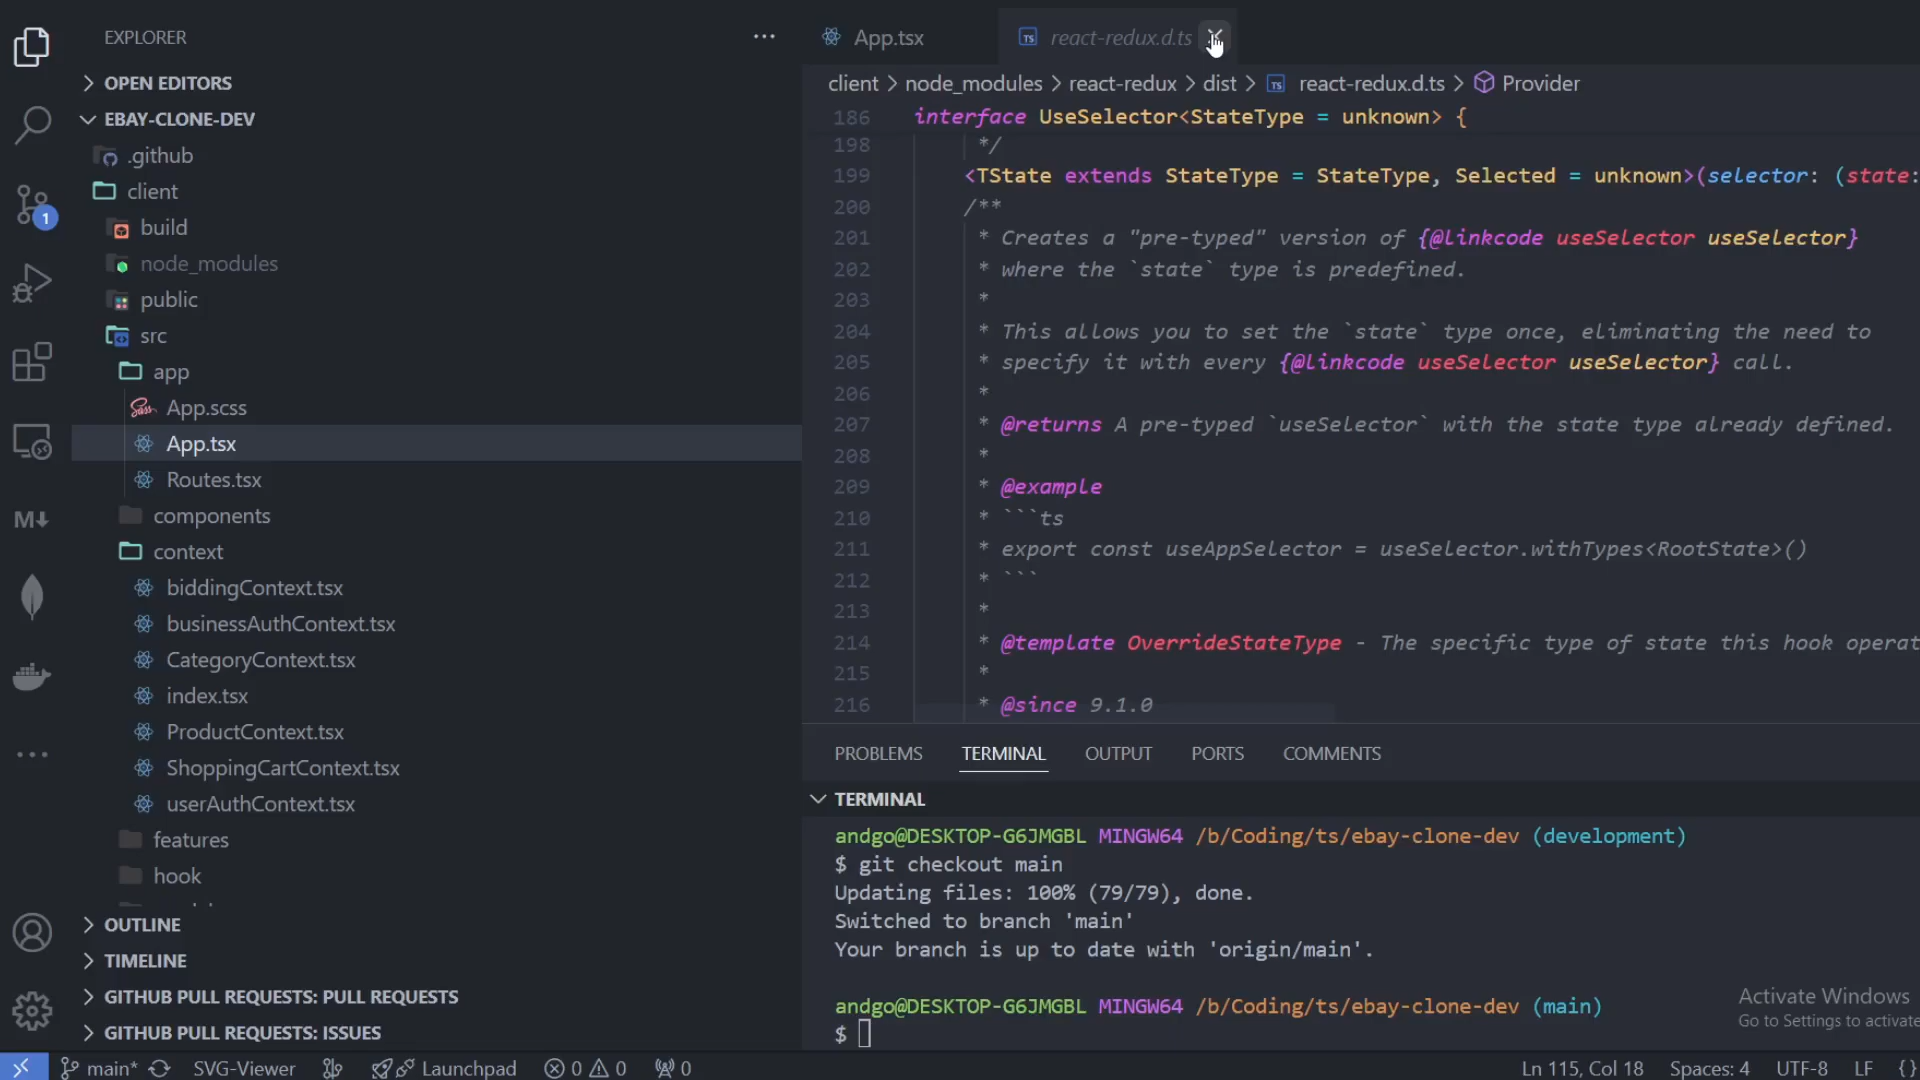 EXPLORER
OPEN EDITORS
EBAY-CLONE-DEV
.github
client
build
node_modules
public
src
app
App.scss
App.tsx
Routes.tsx
components
context
biddingContext.tsx
businessAuthContext.tsx
CategoryContext.tsx
index.tsx
ProductContext.tsx
ShoppingCartContext.tsx
userAuthContext.tsx
features
hook
OUTLINE
TIMELINE
GITHUB PULL REQUESTS: PULL REQUESTS
GITHUB PULL REQUESTS: ISSUES
1
M
App.tsx
TS react-redux.d.ts
client > node_modules > react-redux > dist > TS react-redux.d.ts > Provider
186 interface UseSelector<StateType = unknown> {
198 */
199 <TState extends StateType = StateType, Selected = unknown>(selector: (state:
200 /**
201 * Creates a "pre-typed" version of {@linkcode useSelector useSelector}
202 * where the `state` type is predefined.
203 *
204 * This allows you to set the `state` type once, eliminating the need to
205 * specify it with every {@linkcode useSelector useSelector} call.
206 *
207 * @returns A pre-typed `useSelector` with the state type already defined.
208 *
209 * @example
210 * ```ts
211 * export const useAppSelector = useSelector.withTypes<RootState>()
212 * ```
213 *
214 * @template OverrideStateType - The specific type of state this hook operat
215 *
216 * @since 9.1.0
PROBLEMS TERMINAL OUTPUT PORTS COMMENTS
TERMINAL
andgo@DESKTOP-G6JMGBL MINGW64 /b/Coding/ts/ebay-clone-dev (development)
$ git checkout main
Updating files: 100% (79/79), done.
Switched to branch 'main'
Your branch is up to date with 'origin/main'.
andgo@DESKTOP-G6JMGBL MINGW64 /b/Coding/ts/ebay-clone-dev (main)
$
Activate Windows
Go to Settings to activate
main* SVG-Viewer Launchpad 0 0 0 Ln 115, Col 18 Spaces: 4 UTF-8 LF {}